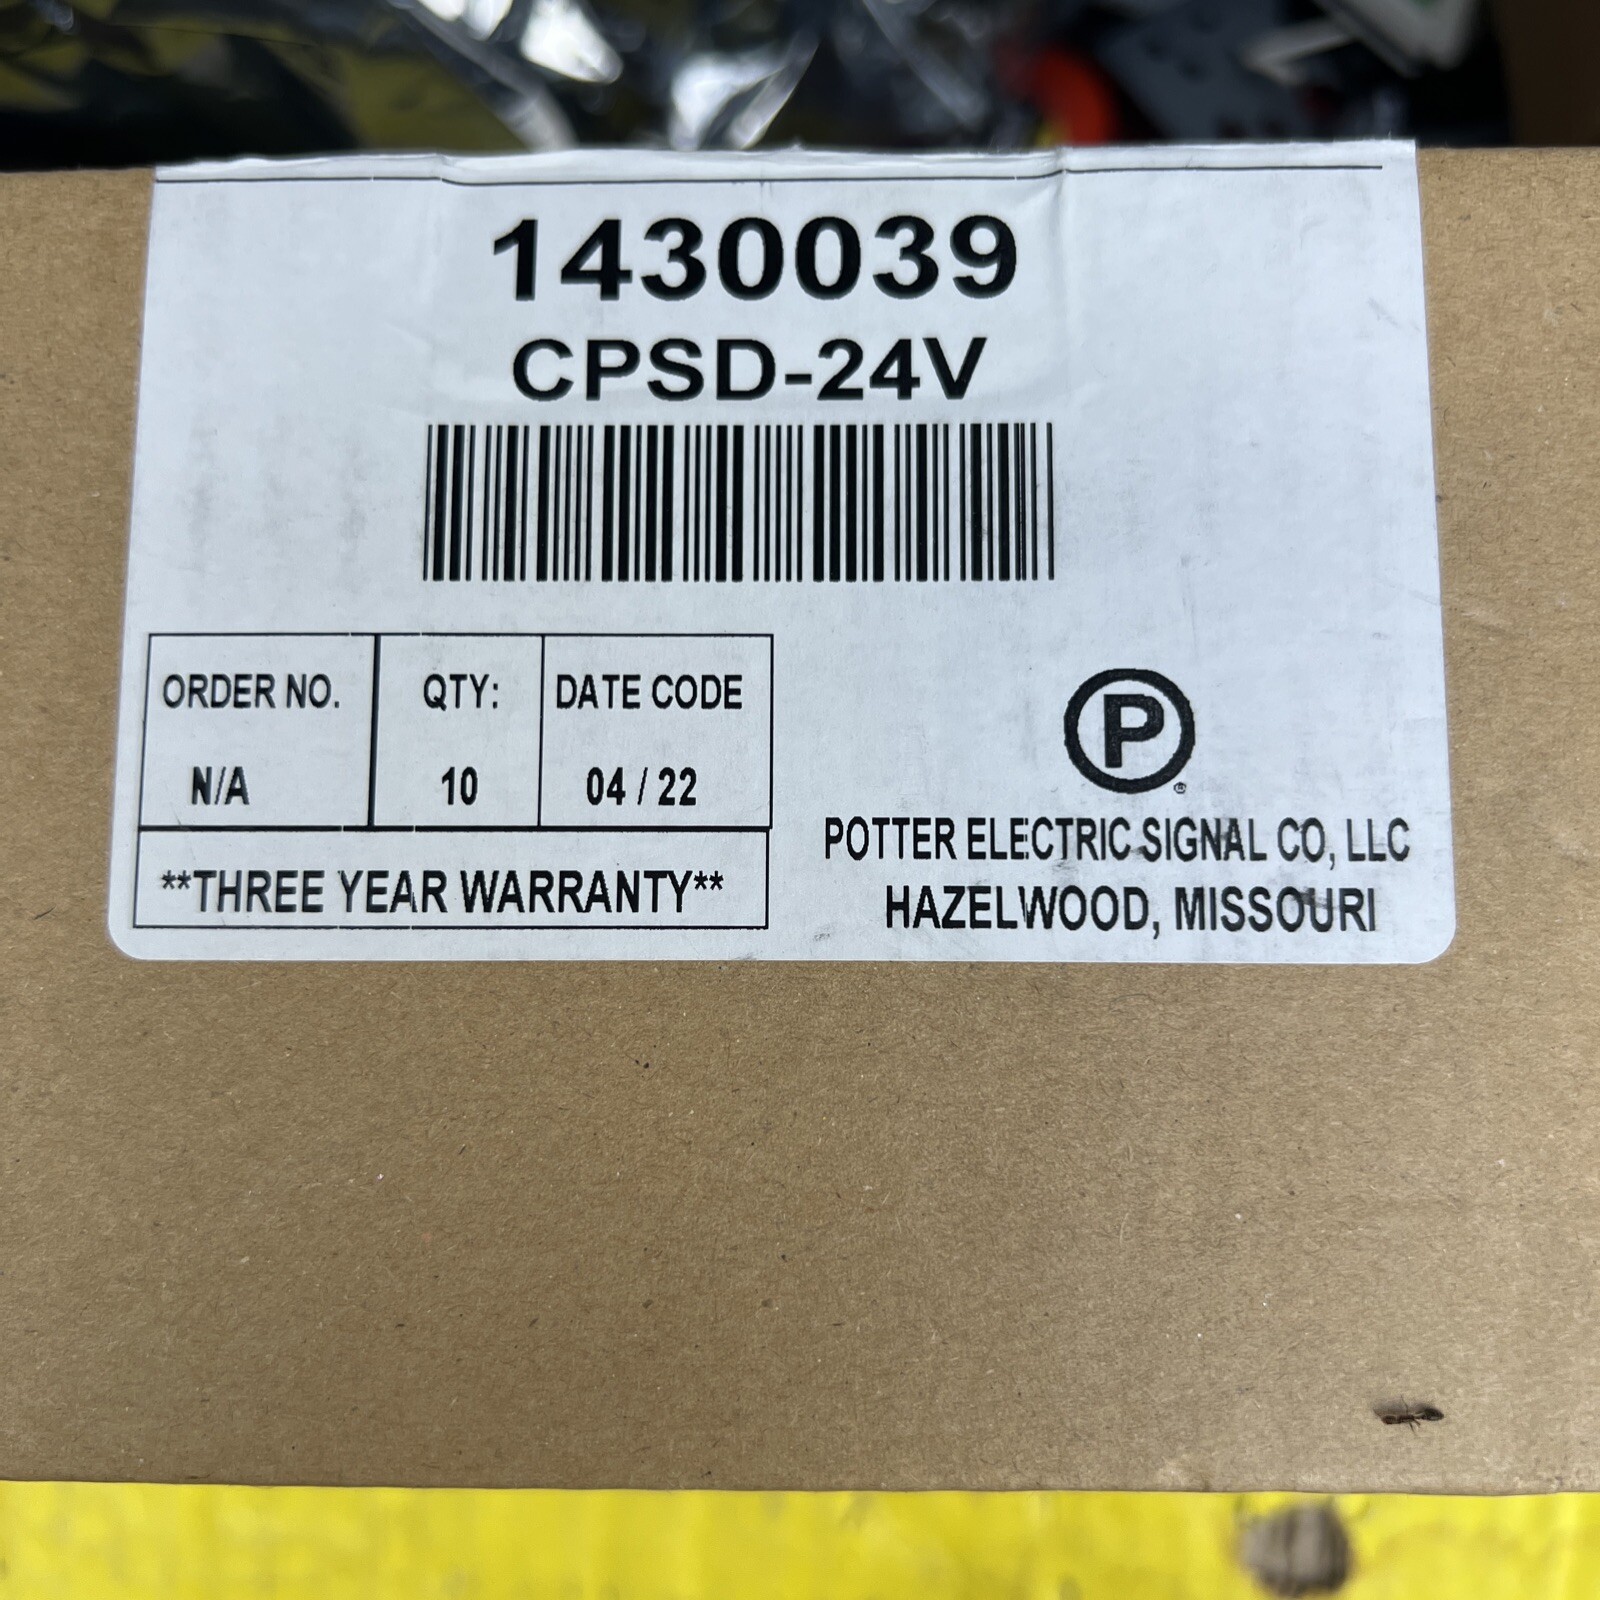 1430039
CPSD-24V
ORDER NO. QTY: DATE CODE
N/A 10 04 / 22
**THREE YEAR WARRANTY**
P
®
POTTER ELECTRIC SIGNAL CO, LLC
HAZELWOOD, MISSOURI